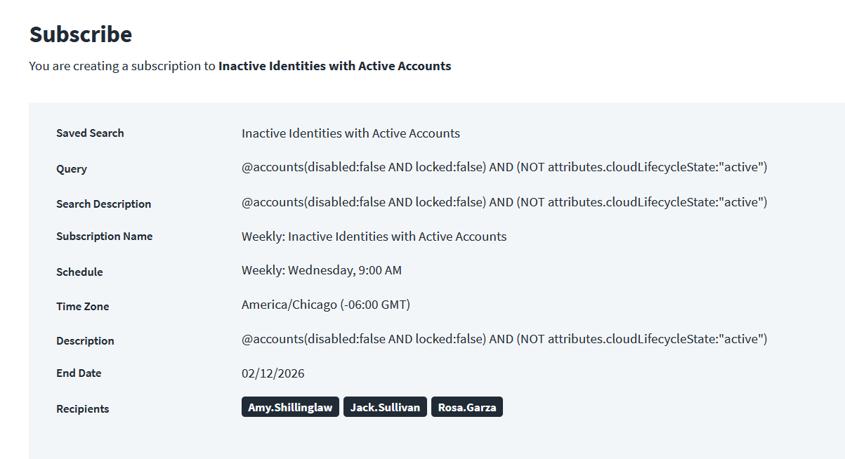 Subscribe
You are creating a subscription to Inactive Identities with Active Accounts
Saved Search Inactive Identities with Active Accounts
Query @accounts(disabled:false AND locked:false) AND (NOT attributes.cloudLifecycleState:"active")
Search Description @accounts(disabled:false AND locked:false) AND (NOT attributes.cloudLifecycleState:"active")
Subscription Name Weekly: Inactive Identities with Active Accounts
Schedule Weekly: Wednesday, 9:00 AM
Time Zone America/Chicago (-06:00 GMT)
Description @accounts(disabled:false AND locked:false) AND (NOT attributes.cloudLifecycleState:"active")
End Date 02/12/2026
Recipients Amy.Shillinglaw Jack.Sullivan Rosa.Garza